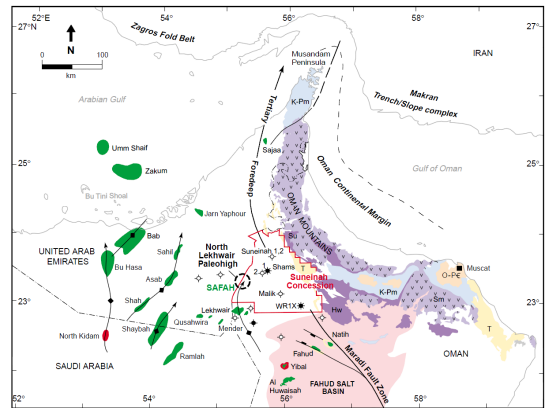 52°E
54°
56°
58°
27°N
27°
N
0
100
km
Zagros Fold Belt
Musandam
Peninsula
IRAN
Arabian Gulf
K-Pm
Makran
Trench/Slope complex
Tertiary
Umm Shaif
Sajaa
25°
25°
Zakum
Foredeep
Oman Continental Margin
Gulf of Oman
Bu Tini Shoal
Jarn Yaphour
OMAN MOUNTAINS
Bab
North
Lekhwair
Paleohigh
Su
UNITED ARAB
EMIRATES
Sahil
Suneinah 1,2
T
Muscat
Bu Hasa
1
Shams
O-P€
Asab
2
Suneinah
Concession
SAFAH
K-Pm
23°
Shah
Malik
Sm
23°
Lekhwair
WR1X
Hw
T
Qusahwira
Shaybah
Mender
Natih
North Kidam
Fahud
OMAN
Ramlah
Maradi Fault Zone
SAUDI ARABIA
Yibal
Al
Huwaisah
FAHUD SALT
BASIN
52°
54°
56°
58°